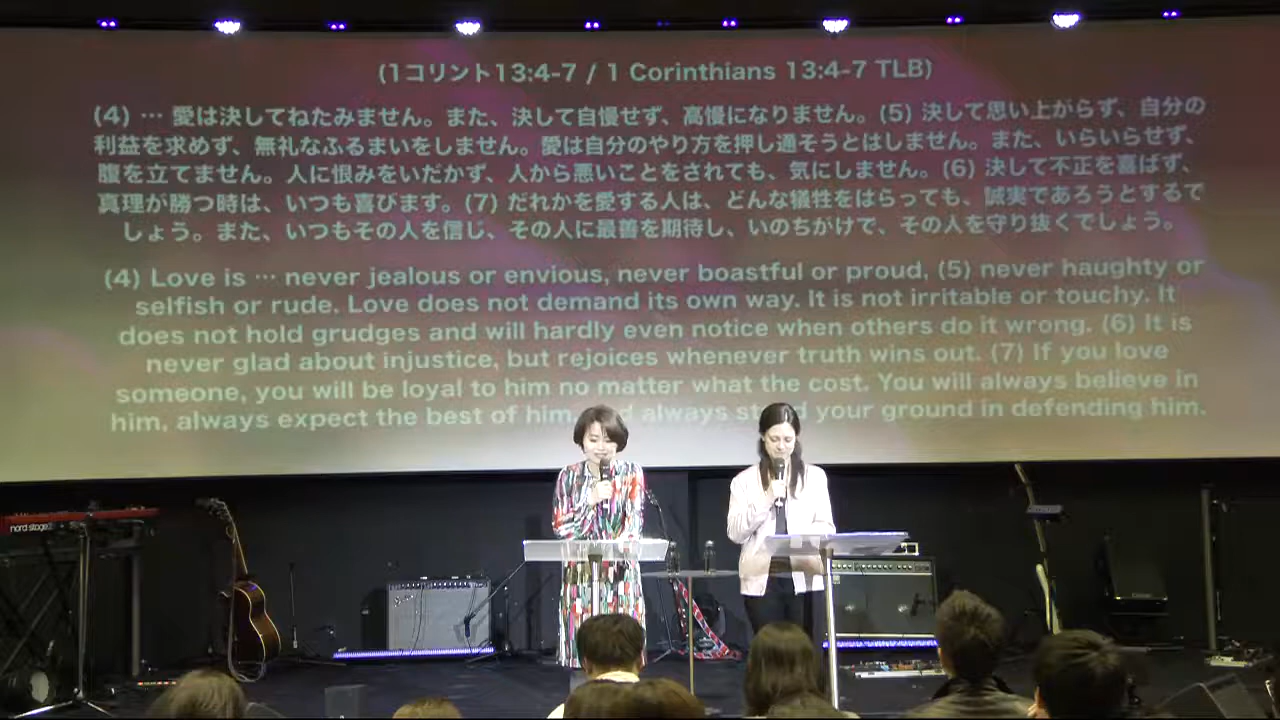 (1コリント13:4-7 / 1 Corinthians 13:4-7 TLB)
(4) … 愛は決してねたみません。また、決して自慢せず、高慢になりません。(5) 決して思い上がらず、自分の
利益を求めず、無礼なふるまいをしません。愛は自分のやり方を押し通そうとはしません。また、いらいらせず、
腹を立てません。人に恨みをいだかず、人から悪いことをされても、気にしません。(6) 決して不正を喜ばず、
真理が勝つ時は、いつも喜びます。(7) だれかを愛する人は、どんな犠牲をはらっても、誠実であろうとするで
しょう。また、いつもその人を信じ、その人に最善を期待し、いのちがけで、その人を守り抜くでしょう。
(4) Love is … never jealous or envious, never boastful or proud, (5) never haughty or
selfish or rude. Love does not demand its own way. It is not irritable or touchy. It
does not hold grudges and will hardly even notice when others do it wrong. (6) It is
never glad about injustice, but rejoices whenever truth wins out. (7) If you love
someone, you will be loyal to him no matter what the cost. You will always believe in
him, always expect the best of him, always your ground in defending him.
nord stage